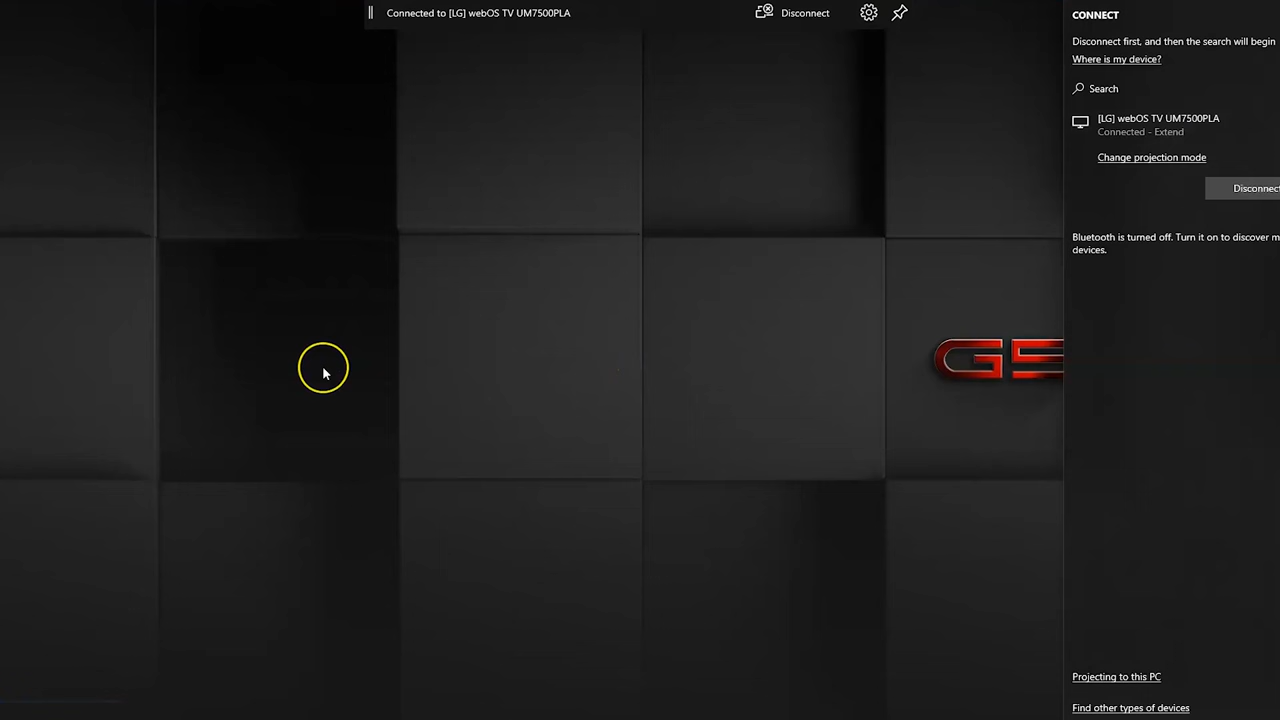 Connected to [LG] webOS TV UM7500PLA
Disconnect
CONNECT
Disconnect first, and then the search will begin
Where is my device?
Search
[LG] webOS TV UM7500PLA
Connected - Extend
Change projection mode
Disconnect
Bluetooth is turned off. Turn it on to discover m
devices.
G5
Projecting to this PC
Find other types of devices